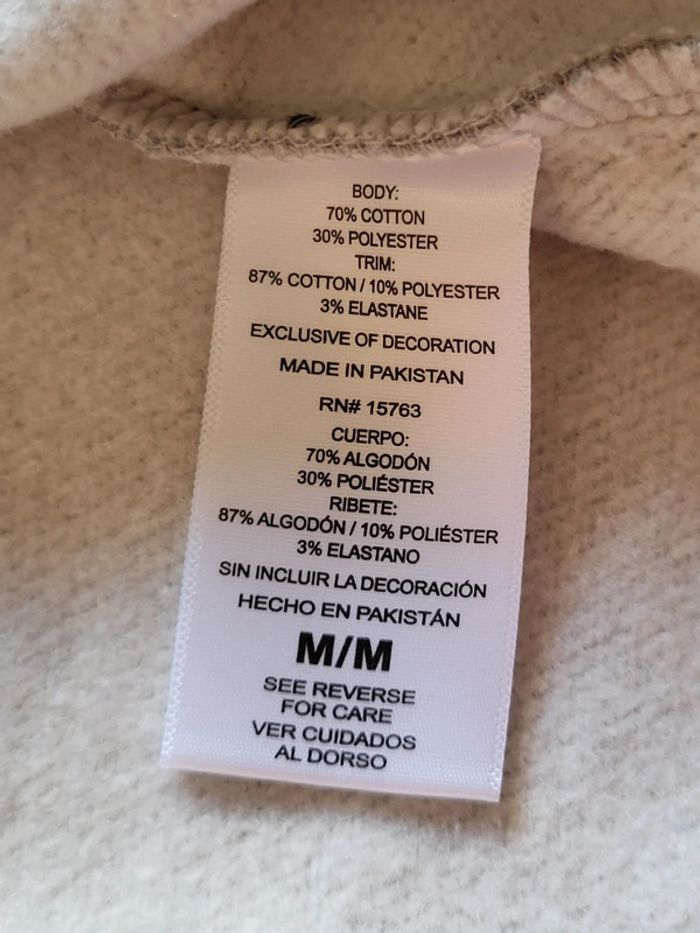 BODY:
70% COTTON
30% POLYESTER
TRIM:
87% COTTON / 10% POLYESTER
3% ELASTANE
EXCLUSIVE OF DECORATION
MADE IN PAKISTAN
RN# 15763
CUERPO:
70% ALGODÓN
30% POLIÉSTER
RIBETE:
87% ALGODÓN / 10% POLIÉSTER
3% ELASTANO
SIN INCLUIR LA DECORACIÓN
HECHO EN PAKISTÁN
M/M
SEE REVERSE
FOR CARE
VER CUIDADOS
AL DORSO